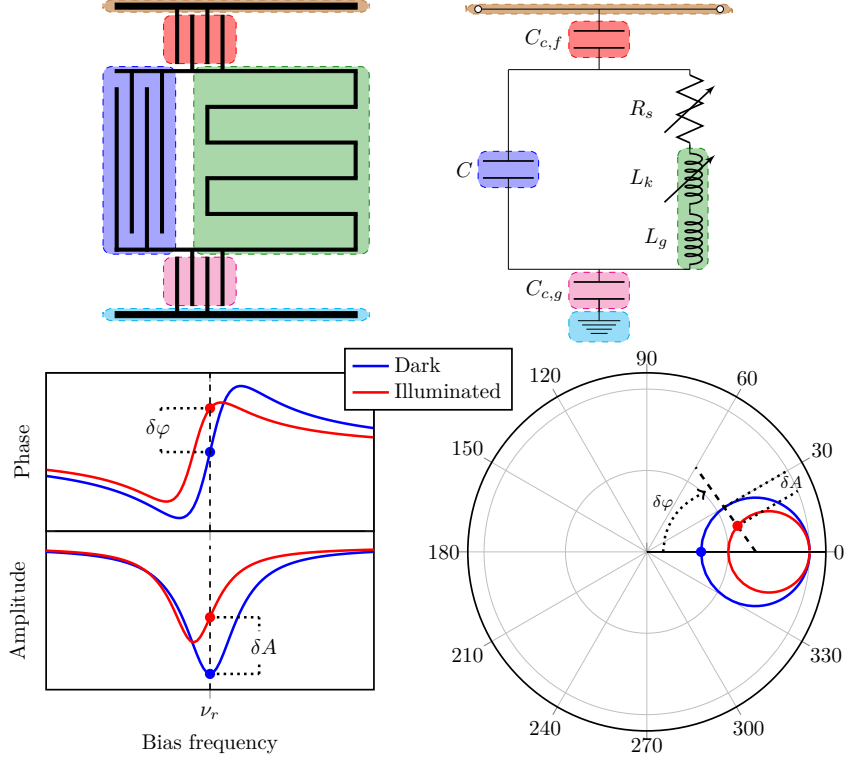 C_{c,f}
R_s
C
L_k
L_g
C_{c,g}
Dark
Illuminated
Phase
δφ
Amplitude
δA
ν_r
Bias frequency
90
120
60
150
30
δφ
δA
180
0
210
330
240
300
270